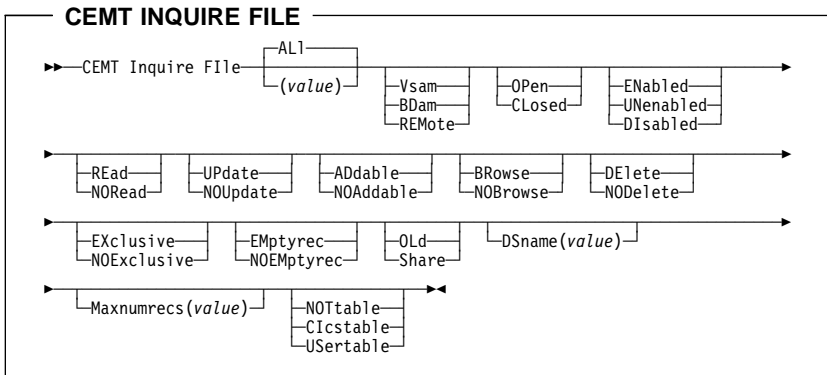 CEMT INQUIRE FILE
ALl
CEMT Inquire FIle
(value)
Vsam
OPen
ENabled
BDam
CLosed
UNenabled
REMote
DIsabled
REad
UPdate
ADdable
BRowse
DElete
NORead
NOUpdate
NOAddable
NOBrowse
NODelete
EXclusive
EMptyrec
OLd
DSname(value)
NOExclusive
NOEMptyrec
Share
Maxnumrecs(value)
NOTtable
CIcstable
USertable